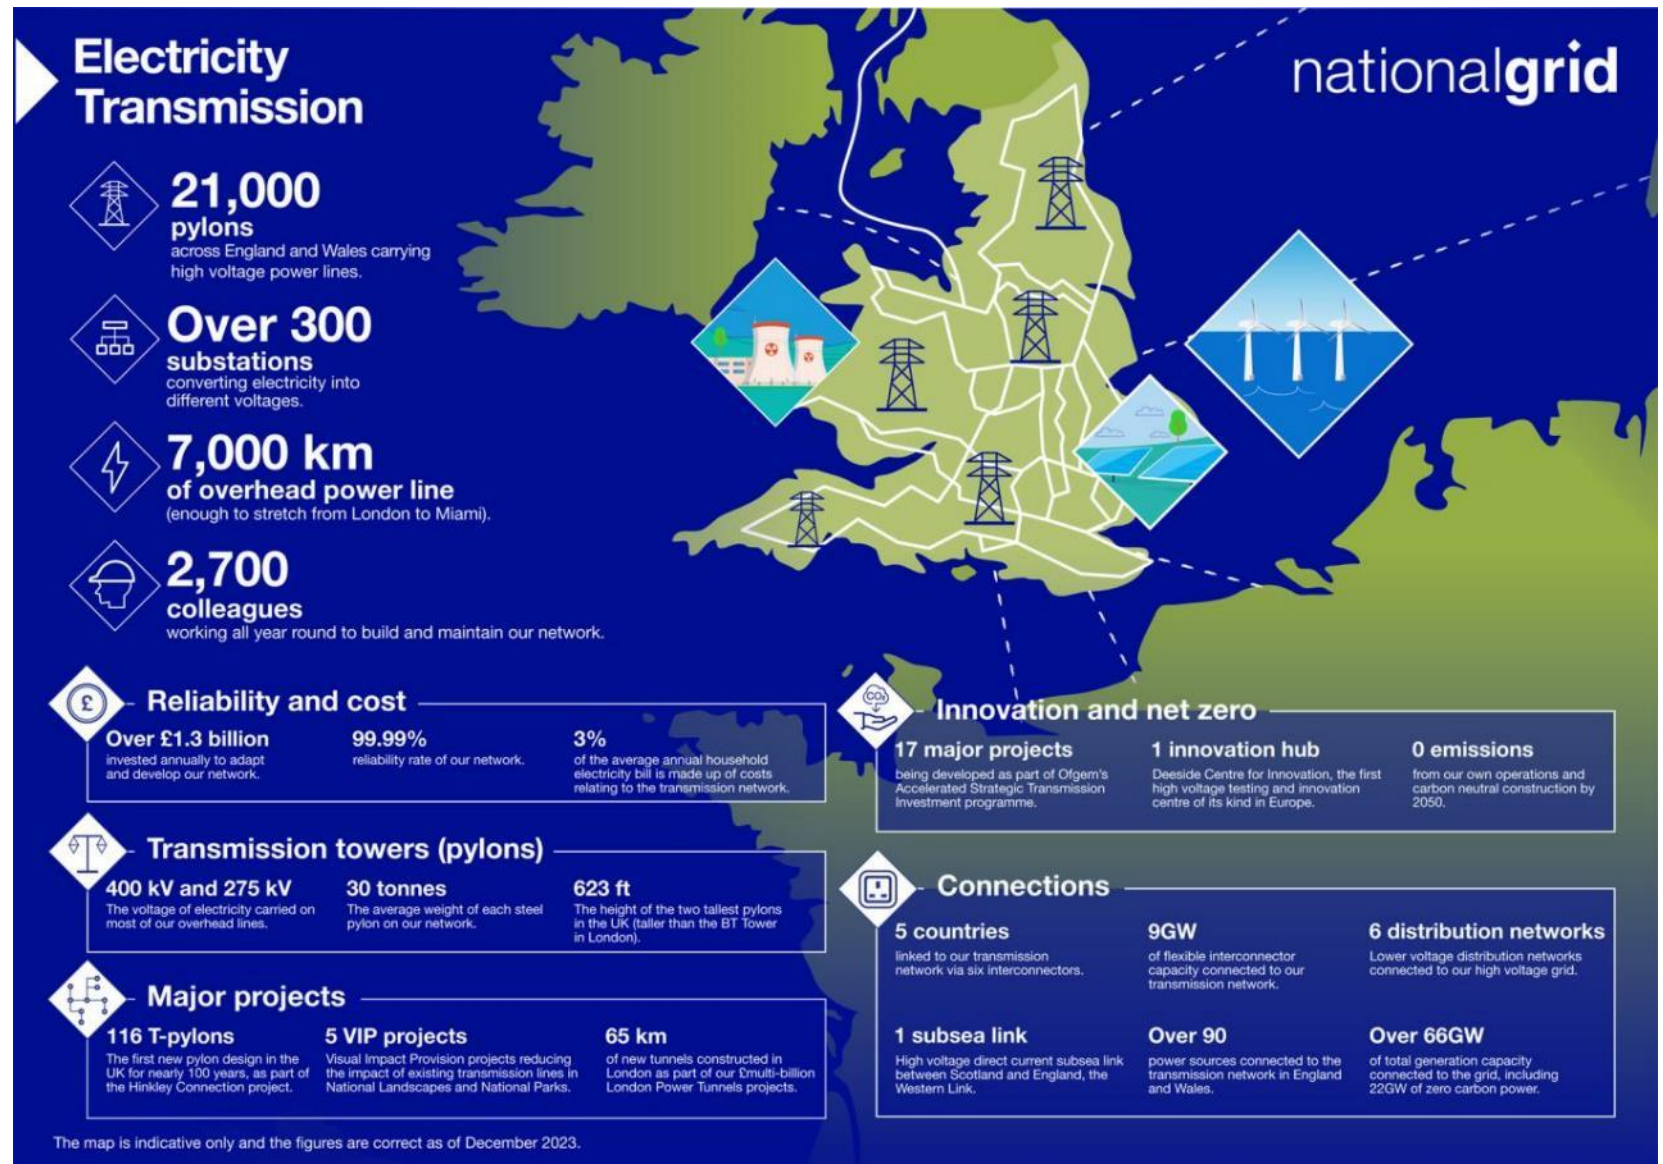 Electricity
Transmission
nationalgrid
21,000
pylons
across England and Wales carrying
high voltage power lines.
Over 300
substations
converting electricity into
different voltages.
7,000 km
of overhead power line
(enough to stretch from London to Miami).
2,700
colleagues
working all year round to build and maintain our network.
£
Reliability and cost
Over £1.3 billion
invested annually to adapt
and develop our network.
99.99%
reliability rate of our network.
3%
of the average annual household
electricity bill is made up of costs
relating to the transmission network.
Transmission towers (pylons)
400 kV and 275 kV
The voltage of electricity carried on
most of our overhead lines.
30 tonnes
The average weight of each steel
pylon on our network.
623 ft
The height of the two tallest pylons
in the UK (taller than the BT Tower
in London).
Major projects
116 T-pylons
The first new pylon design in the
UK for nearly 100 years, as part of
the Hinkley Connection project.
5 VIP projects
Visual Impact Provision projects reducing
the impact of existing transmission lines in
National Landscapes and National Parks.
65 km
of new tunnels constructed in
London as part of our £multi-billion
London Power Tunnels projects.
CO₂
Innovation and net zero
17 major projects
being developed as part of Ofgem's
Accelerated Strategic Transmission
Investment programme.
1 innovation hub
Deeside Centre for Innovation, the first
high voltage testing and innovation
centre of its kind in Europe.
0 emissions
from our own operations and
carbon neutral construction by
2050.
Connections
5 countries
linked to our transmission
network via six interconnectors.
9GW
of flexible interconnector
capacity connected to our
transmission network.
6 distribution networks
Lower voltage distribution networks
connected to our high voltage grid.
1 subsea link
High voltage direct current subsea link
between Scotland and England, the
Western Link.
Over 90
power sources connected to the
transmission network in England
and Wales.
Over 66GW
of total generation capacity
connected to the grid, including
22GW of zero carbon power.
The map is indicative only and the figures are correct as of December 2023.